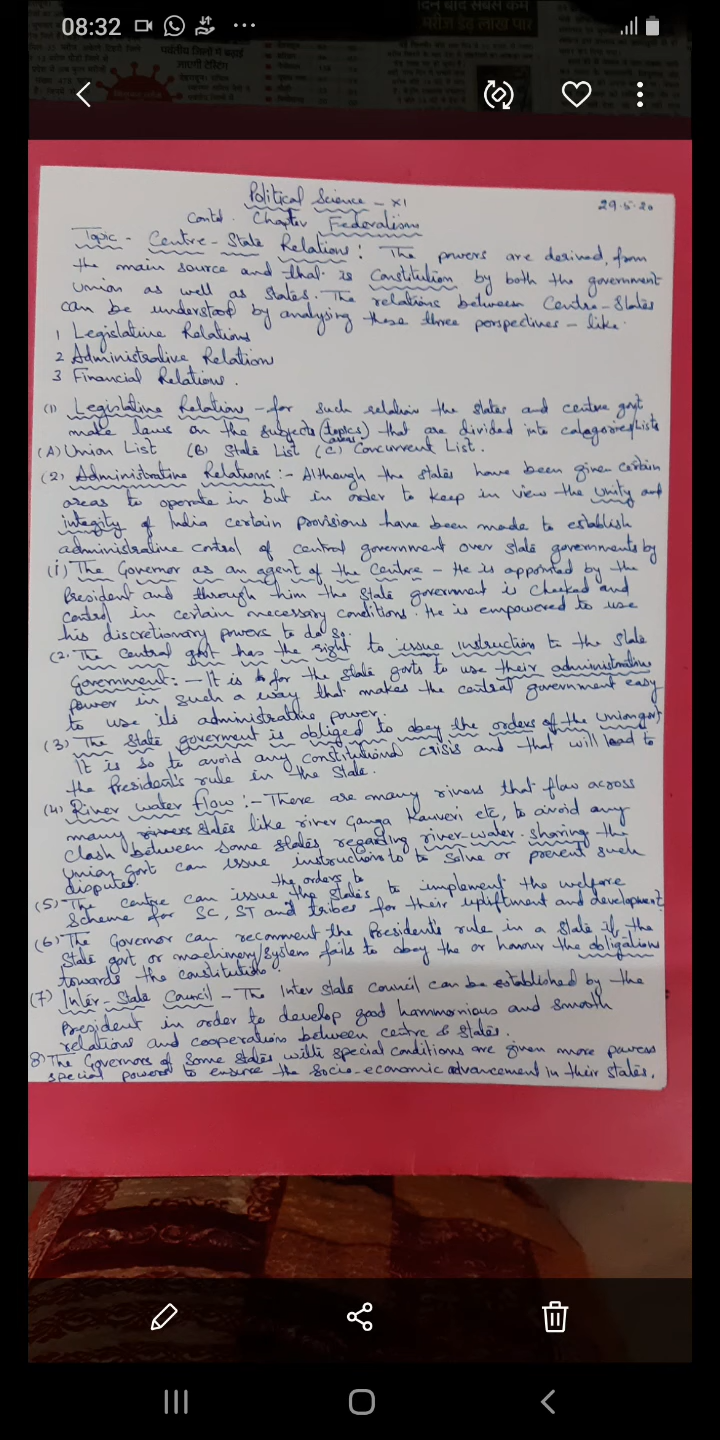 08:32
दिन बाद सबसे कम
मरीज डेढ़ लाख पार
पर्वतीय जिलों में बढ़ाई
जाएगी टेस्टिंग
Political Science - XI
29.5.20
Contd. Chapter Federalism
Topic - Centre-State Relations: The powers are derived from
the main source and that is Constitution by both the government
Union as well as states. The relations between Centre-States
can be understood by analysing these three perspectives - like.
1 Legislative Relations
2 Administrative Relation
3 Financial Relations.
(1) Legislative Relation - for such relation the states and centre govt
make laws on the subjects (topics/areas) that are divided into categories/Lists
(A) Union List (B) State List (C) Concurrent List.
(2) Administrative Relations :- Although the states have been given certain
areas to operate in but in order to keep in view the unity and
integrity of India certain provisions have been made to establish
administrative control of central government over state governments by
(i) The Governor as an agent of the Centre - He is appointed by the
President and through him the State government is checked and
control in certain necessary conditions. He is empowered to use
his discretionary powers to do so.
(2. The Central govt has the right to issue instruction to the State
Government: - It is for the state govts to use their administrative
power in such a way that makes the central government easy
to use its administrative power.
(3) The State goverment is obliged to obey the orders of the Union govt
It is so to avoid any constitutional crisis and that will lead to
the President's rule in the State.
(4) River water flow :- There are many rivers that flow across
many states like river Ganga Kauveri etc, to avoid any
clash between some states regarding river-water sharing the
Union govt can issue instructions to to solve or prevent such
disputes.
(5) The centre can issue the orders to the states to implement the welfare
scheme for SC, ST and tribes for their upliftment and development.
(6) The Governor can recomment the President's rule in a State if the
State govt or machinery/system fails to obey the or honour the obligations
towards the constitution.
(7) Inter-State Council - The Inter State council can be established by the
President in order to develop good hammonious and smooth
relations and cooperation between centre & States.
8) The Governors of Some states with special conditions are given more powers
special powers to ensure the socio-economic advancement in their states.